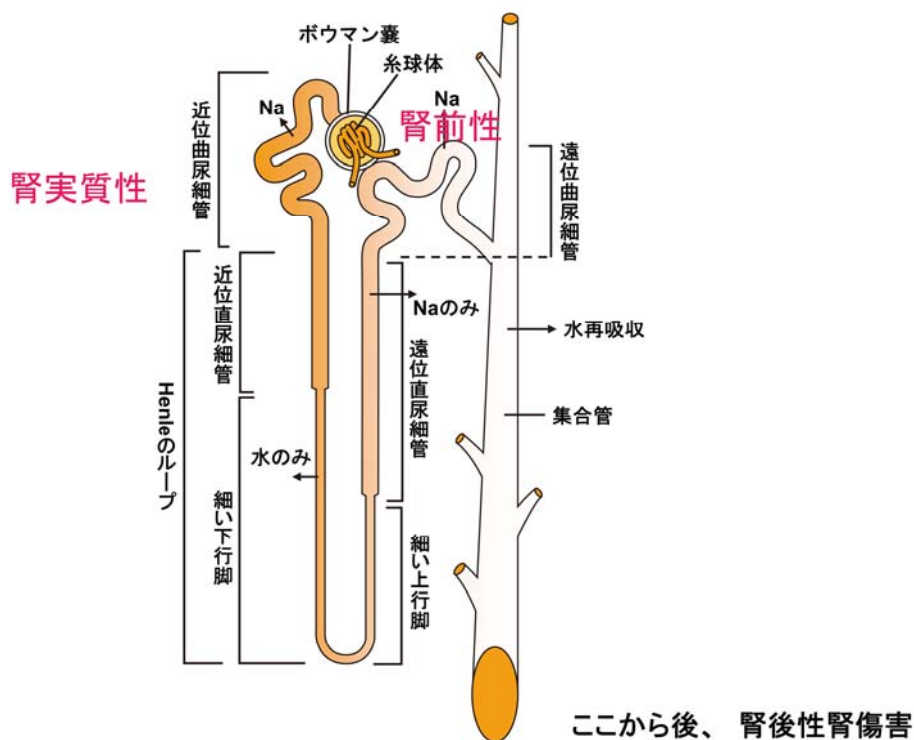 ボウマン嚢
糸球体
Na
Na
腎前性
近位曲尿細管
遠位曲尿細管
腎実質性
近位直尿細管
Naのみ
水再吸収
遠位直尿細管
Henleのループ
集合管
水のみ
細い下行脚
細い上行脚
ここから後、 腎後性腎傷害